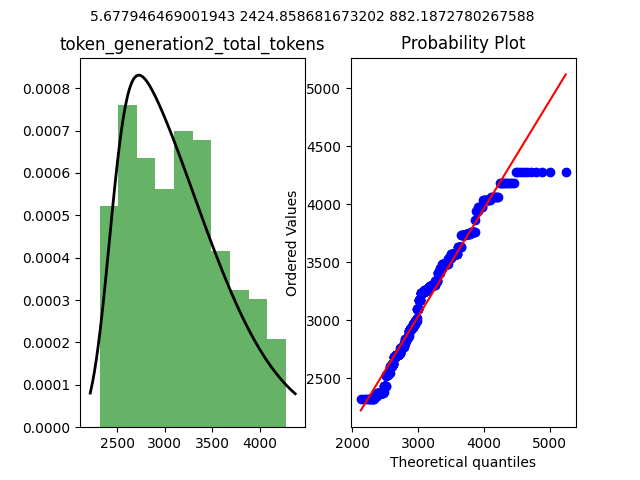 5.677946469001943 2424.858681673202 882.1872780267588
token_generation2_total_tokens
Probability Plot
0.0008
0.0007
0.0006
0.0005
0.0004
0.0003
0.0002
0.0001
0.0000
2500 3000 3500 4000
Ordered Values
5000
4500
4000
3500
3000
2500
2000 3000 4000 5000
Theoretical quantiles